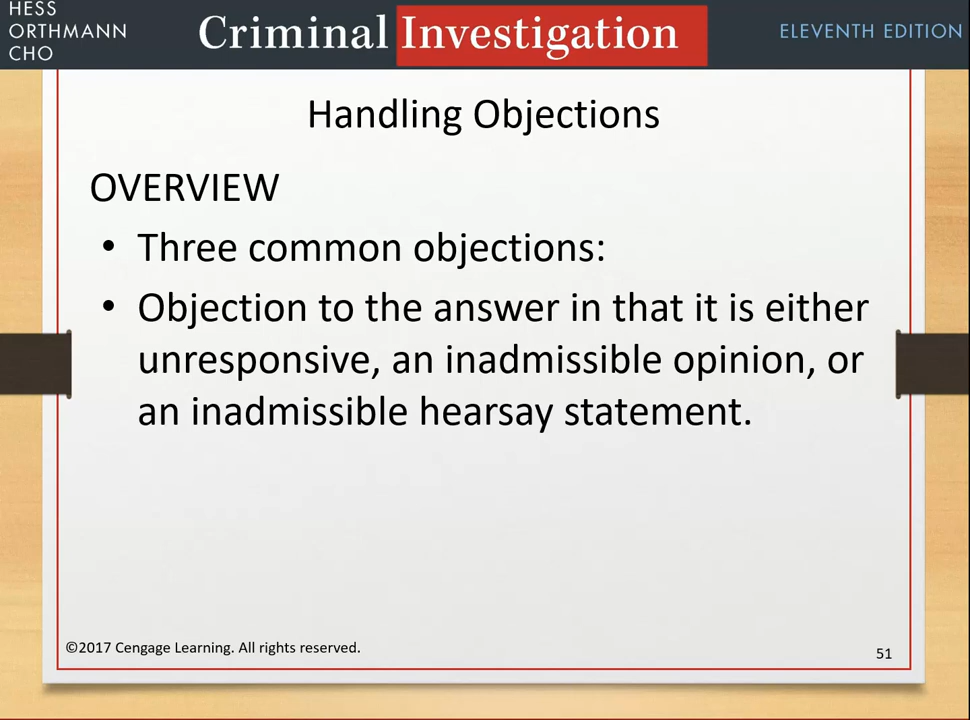 HESS
ORTHMANN
CHO
Criminal Investigation
ELEVENTH EDITION
Handling Objections
OVERVIEW
• Three common objections:
• Objection to the answer in that it is either
unresponsive, an inadmissible opinion, or
an inadmissible hearsay statement.
©2017 Cengage Learning. All rights reserved.
51